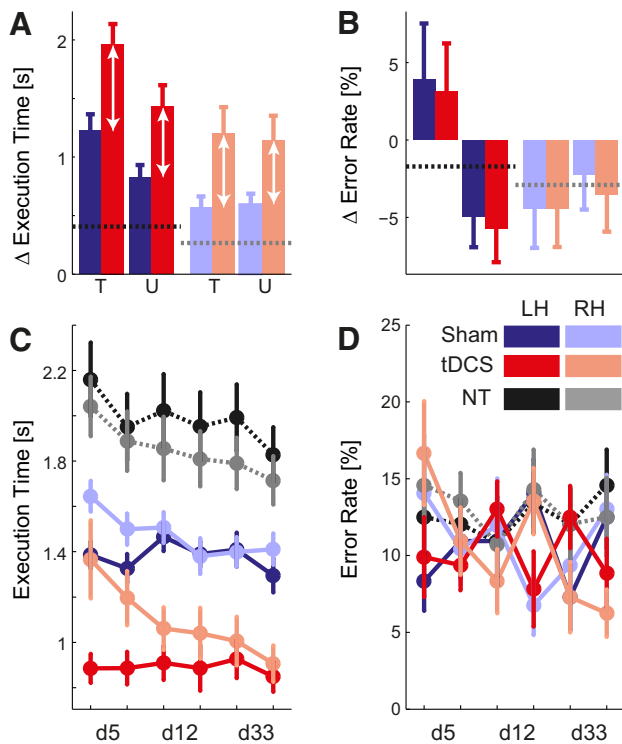 A
Δ Execution Time [s]
2
1
0
T
U
T
U
B
Δ Error Rate [%]
5
0
−5
C
Execution Time [s]
2.2
1.8
1.4
1
d5
d12
d33
D
Error Rate [%]
25
20
15
10
5
0
d5
d12
d33
LH
RH
Sham
tDCS
NT